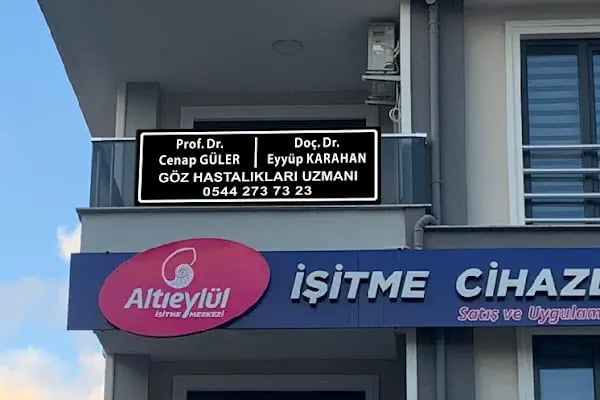 Prof. Dr.
Cenap GÜLER
Doç. Dr.
Eyyüp KARAHAN
GÖZ HASTALIKLARI UZMANI
0544 273 73 23
Altıeylül
İŞİTME MERKEZİ
İŞİTME CİHAZL
Satış ve Uygulam